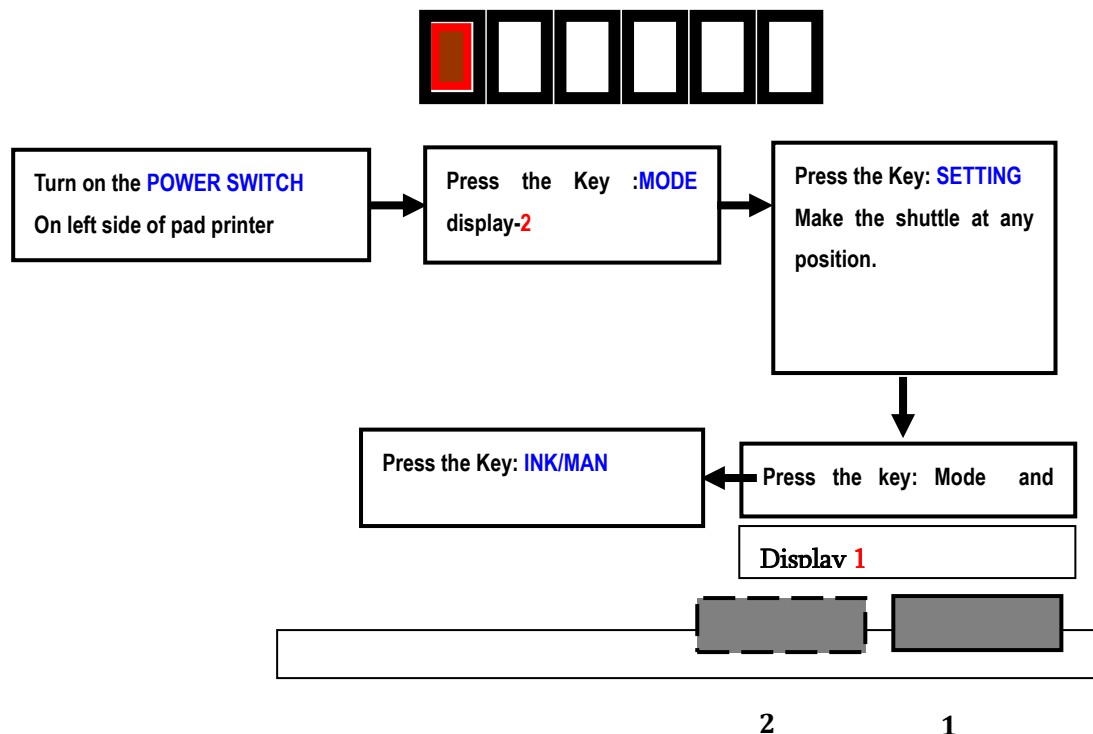 Turn on the POWER SWITCH
On left side of pad printer
Press the Key :MODE
display-2
Press the Key: SETTING
Make the shuttle at any
position.
Press the key: Mode and
Display 1
Press the Key: INK/MAN
2 1